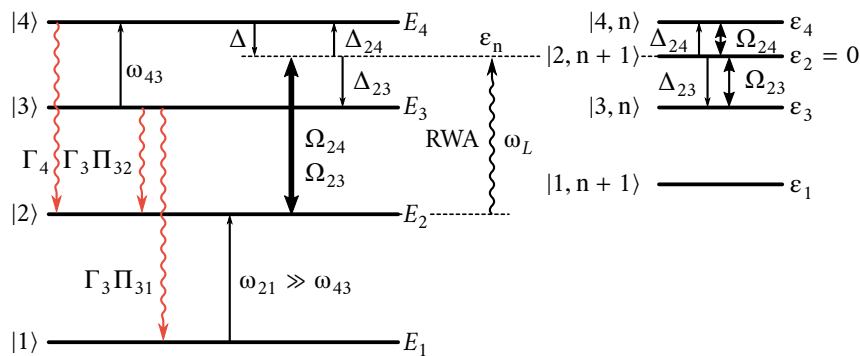 |4⟩ E₄ |4, n⟩ ε₄
Δ Δ₂₄ εₙ Δ₂₄ Ω₂₄
|2, n + 1⟩ ε₂ = 0
ω₄₃ Δ₂₃ Δ₂₃ Ω₂₃
|3⟩ E₃ |3, n⟩ ε₃
Γ₄ Γ₃Π₃₂ Ω₂₄ RWA ω_L
Ω₂₃
|1, n + 1⟩ ε₁
|2⟩ E₂
Γ₃Π₃₁ ω₂₁ ≫ ω₄₃
|1⟩ E₁